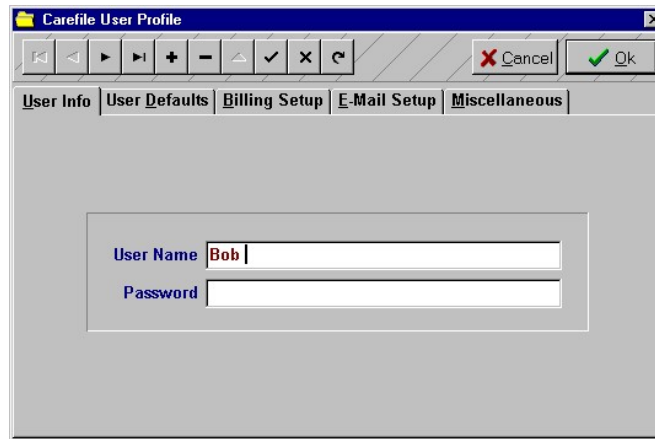 Carefile User Profile
Cancel Ok
User Info User Defaults Billing Setup E-Mail Setup Miscellaneous
User Name Bob
Password